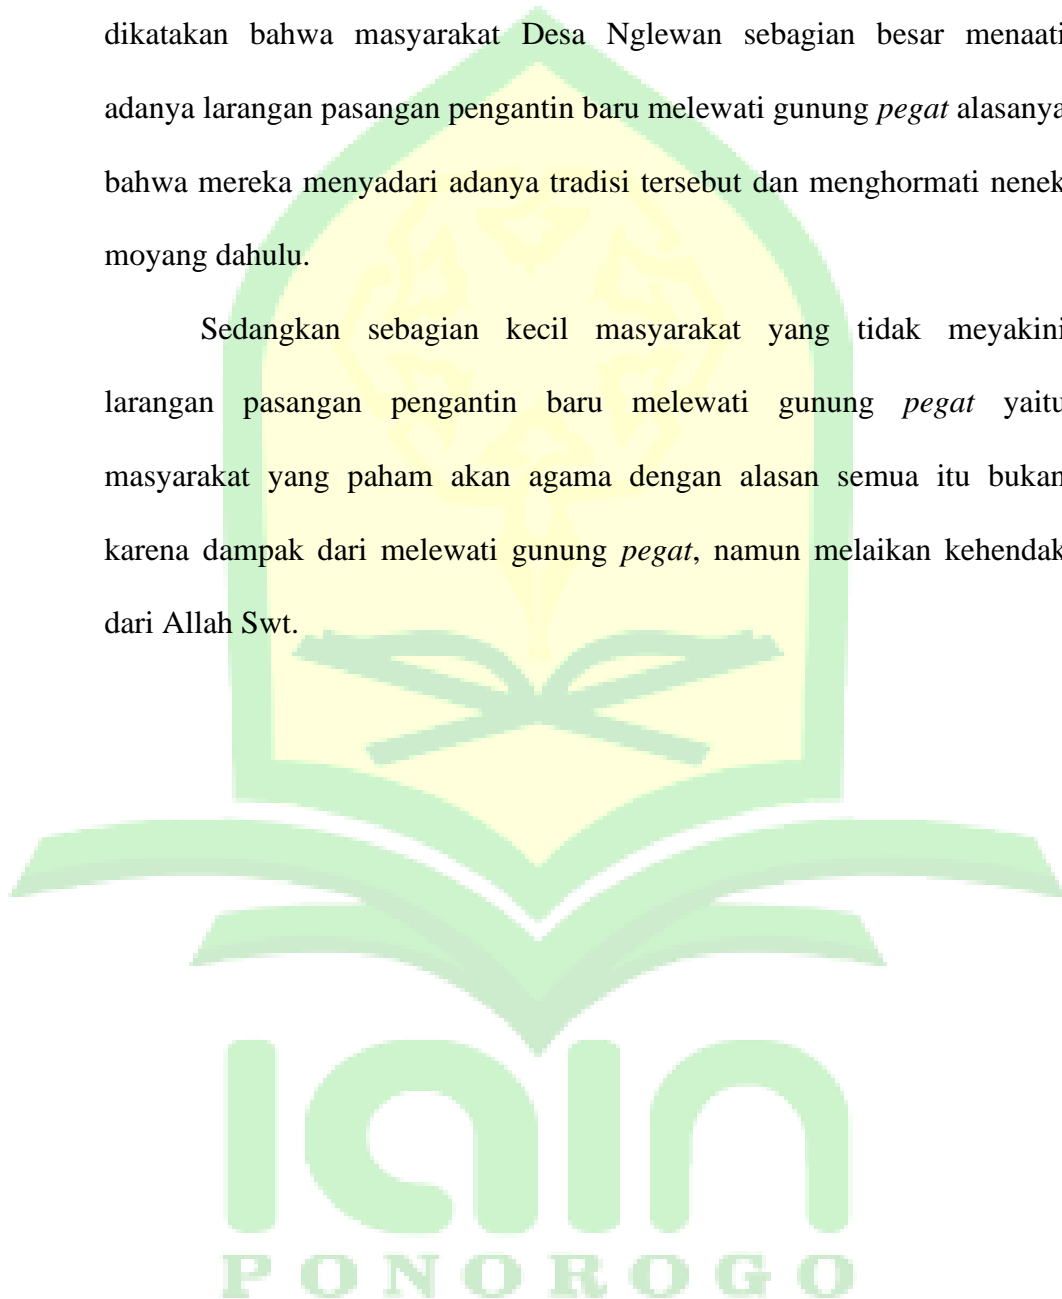 dikatakan bahwa masyarakat Desa Nglewan sebagian besar menaati
adanya larangan pasangan pengantin baru melewati gunung pegat alasanya
bahwa mereka menyadari adanya tradisi tersebut dan menghormati nenek
moyang dahulu.
Sedangkan sebagian kecil masyarakat yang tidak meyakini
larangan pasangan pengantin baru melewati gunung pegat yaitu
masyarakat yang paham akan agama dengan alasan semua itu bukan
karena dampak dari melewati gunung pegat, namun melaikan kehendak
dari Allah Swt.
iain
PONOROGO